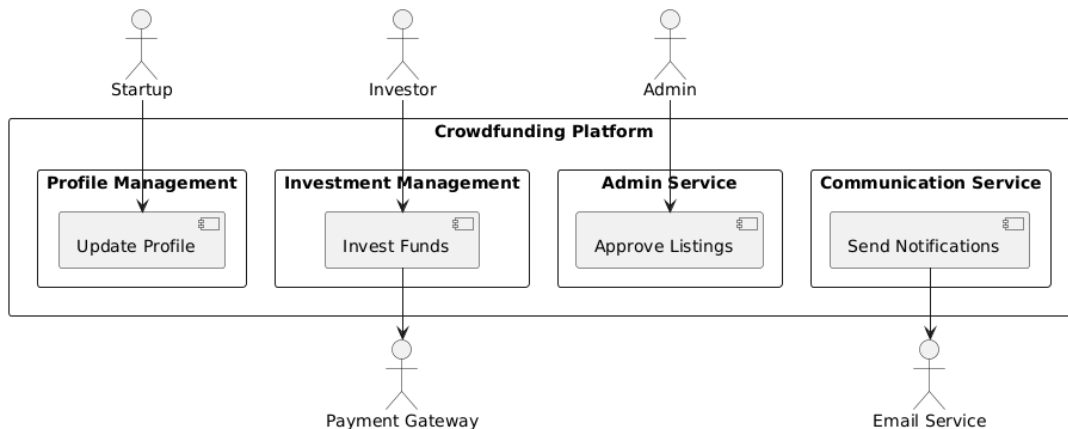 Startup
Investor
Admin
Crowdfunding Platform
Profile Management
Investment Management
Admin Service
Communication Service
Update Profile
Invest Funds
Approve Listings
Send Notifications
Payment Gateway
Email Service